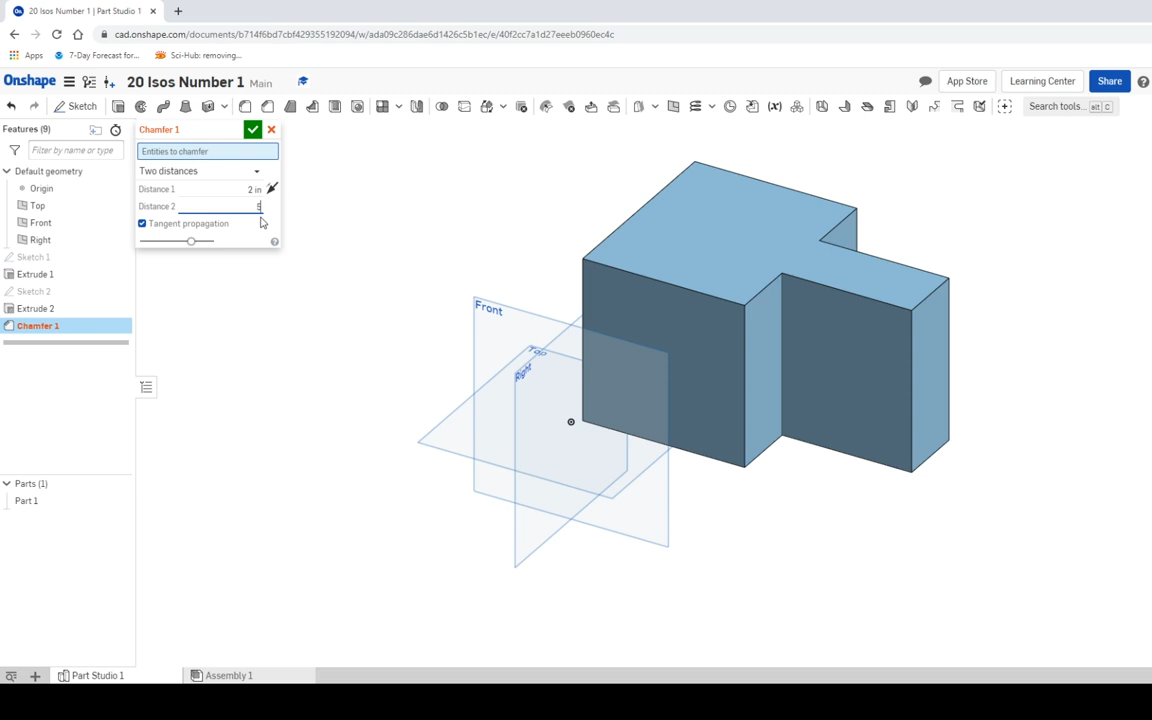 20 Isos Number 1 | Part Studio 1
cad.onshape.com/documents/b714f6bd7cbf429355192094/w/ada09c286dae6d1426c5b1ec/e/40f2cc7a1d27eeeb0960ec4c
Apps 7-Day Forecast for... Sci-Hub: removing...
Onshape 20 Isos Number 1 Main App Store Learning Center Share
Sketch Search tools... alt C
Features (9)
Filter by name or type
Default geometry
Origin
Top
Front
Right
Sketch 1
Extrude 1
Sketch 2
Extrude 2
Chamfer 1
Parts (1)
Part 1
Chamfer 1
Entities to chamfer
Two distances
Distance 1 2 in
Distance 2 5
Tangent propagation
Front
Top
Right
Part Studio 1 Assembly 1